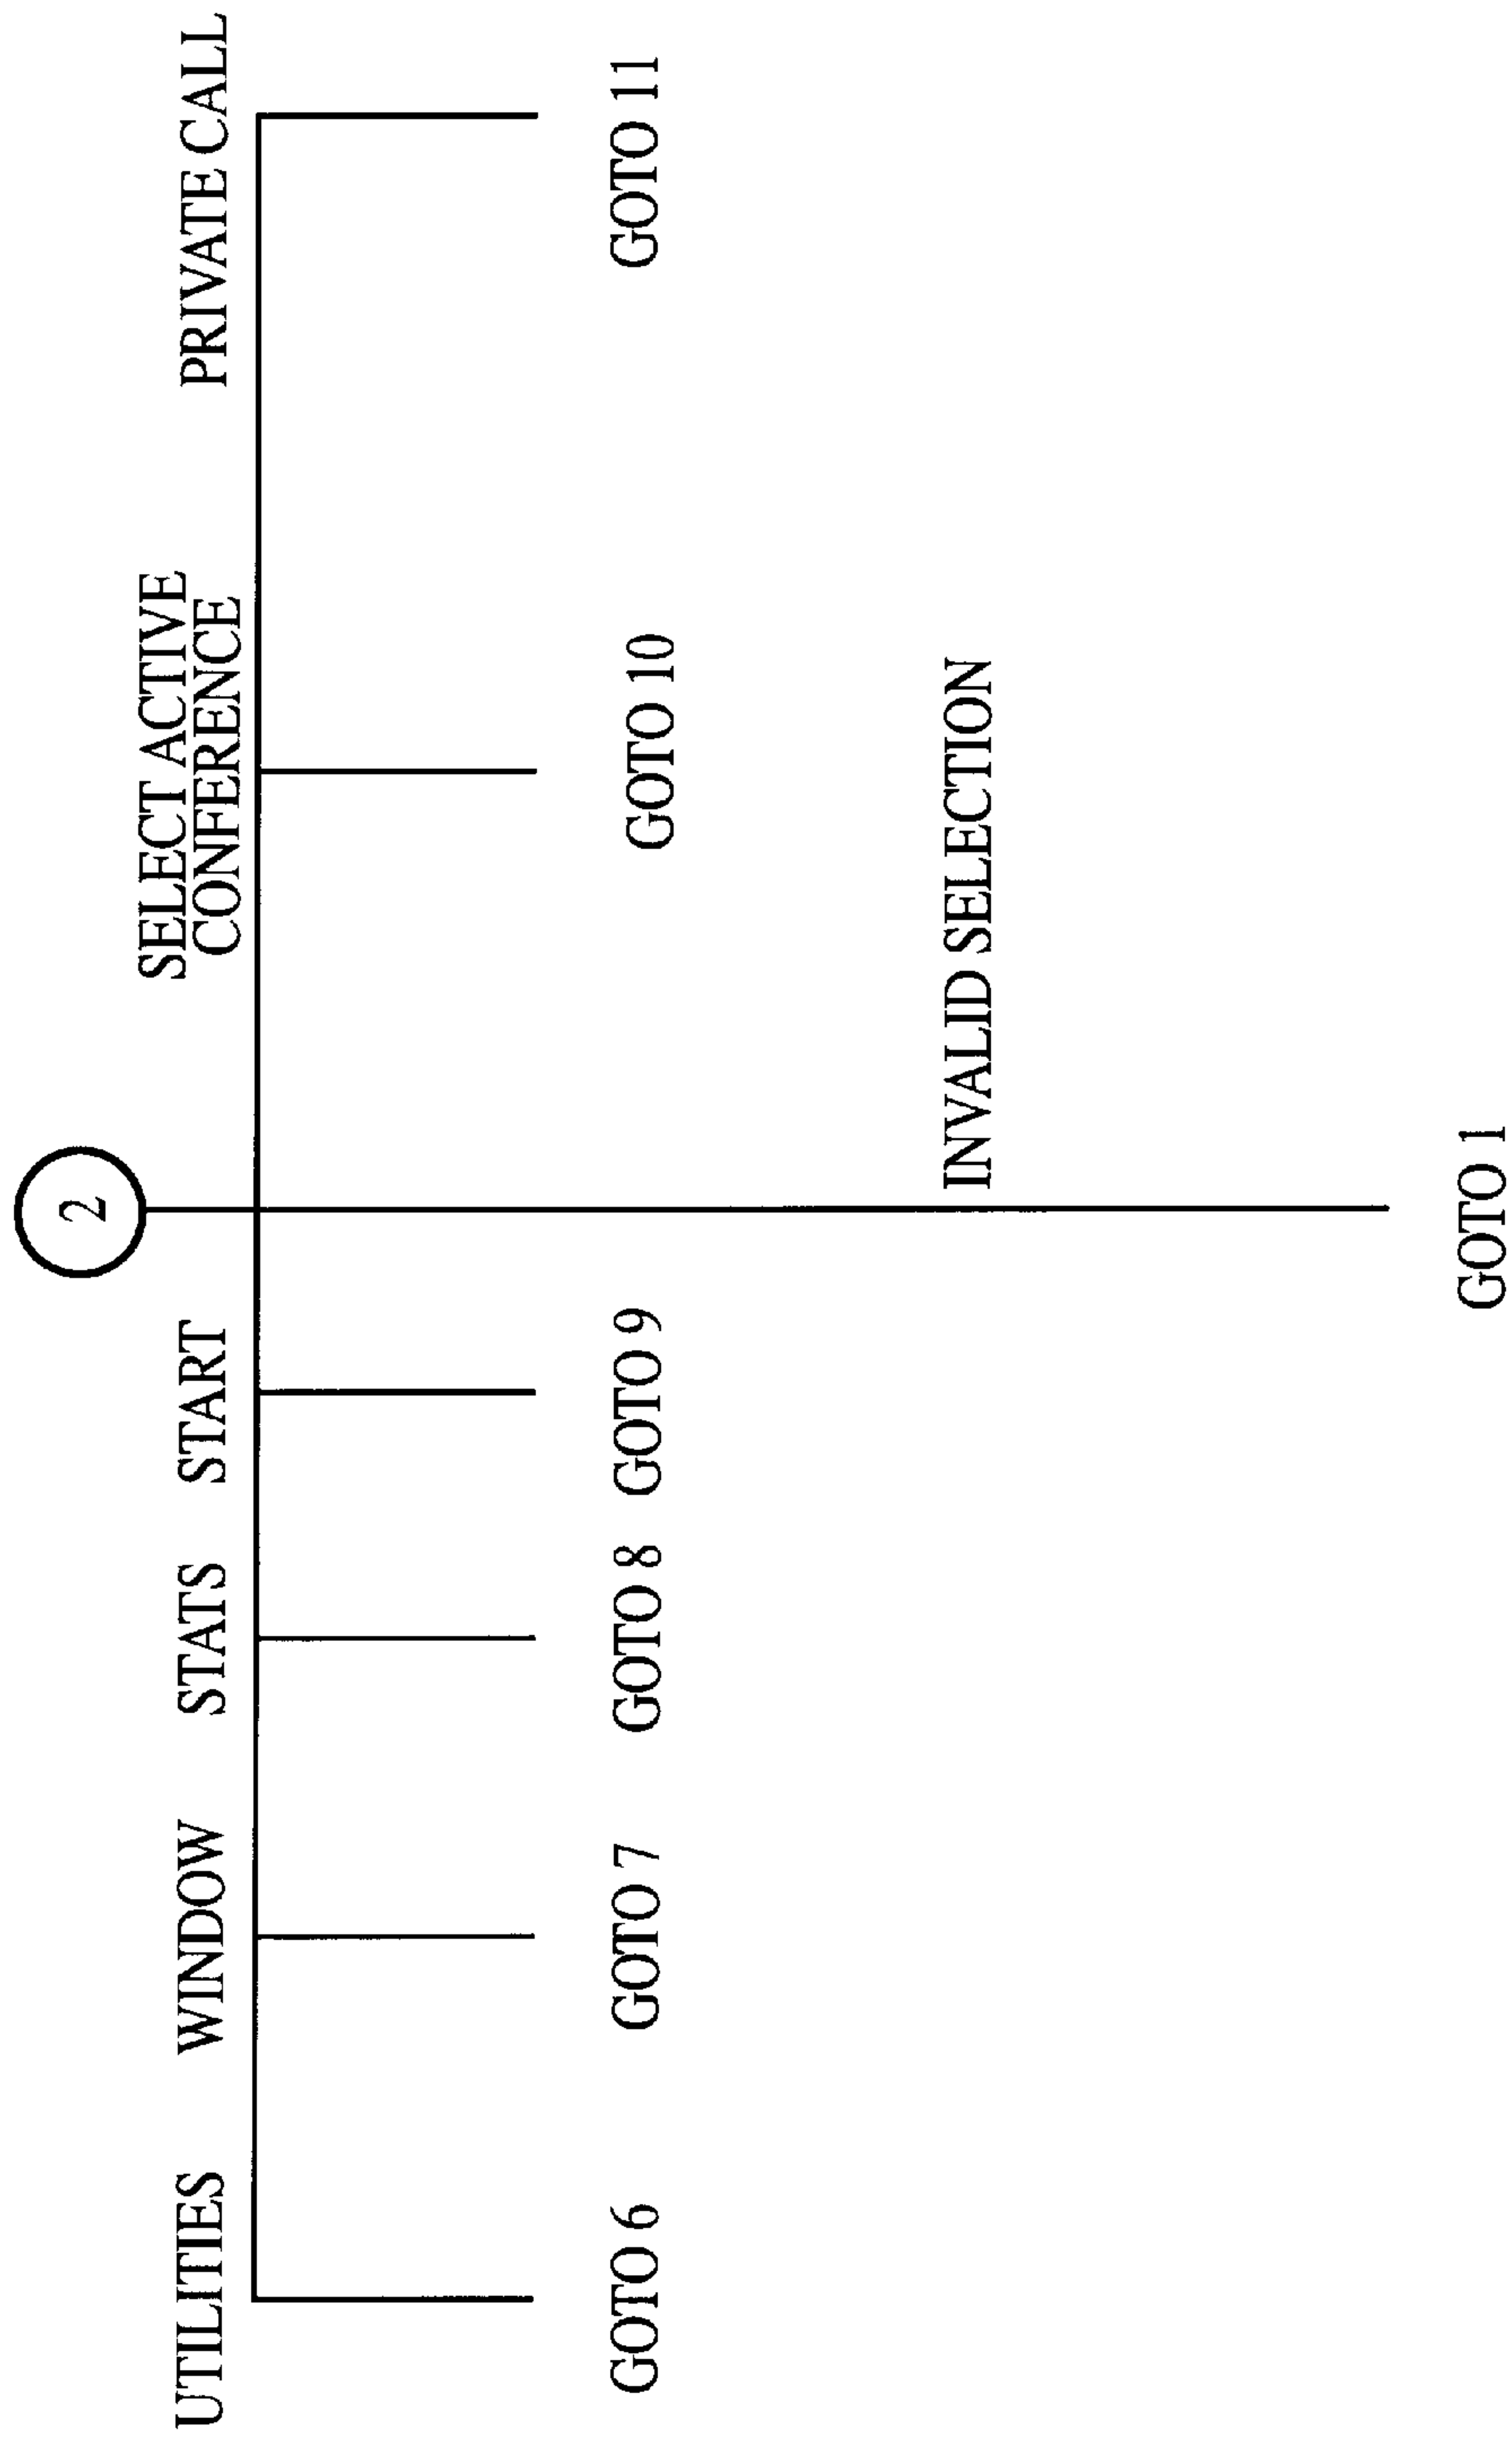 2
UTILITIES
WINDOW
STATS
START
SELECT ACTIVE
CONFERENCE
PRIVATE CALL
GOTO 6
GOTO 7
GOTO 8
GOTO 9
GOTO 10
GOTO 11
INVALID SELECTION
GOTO 1